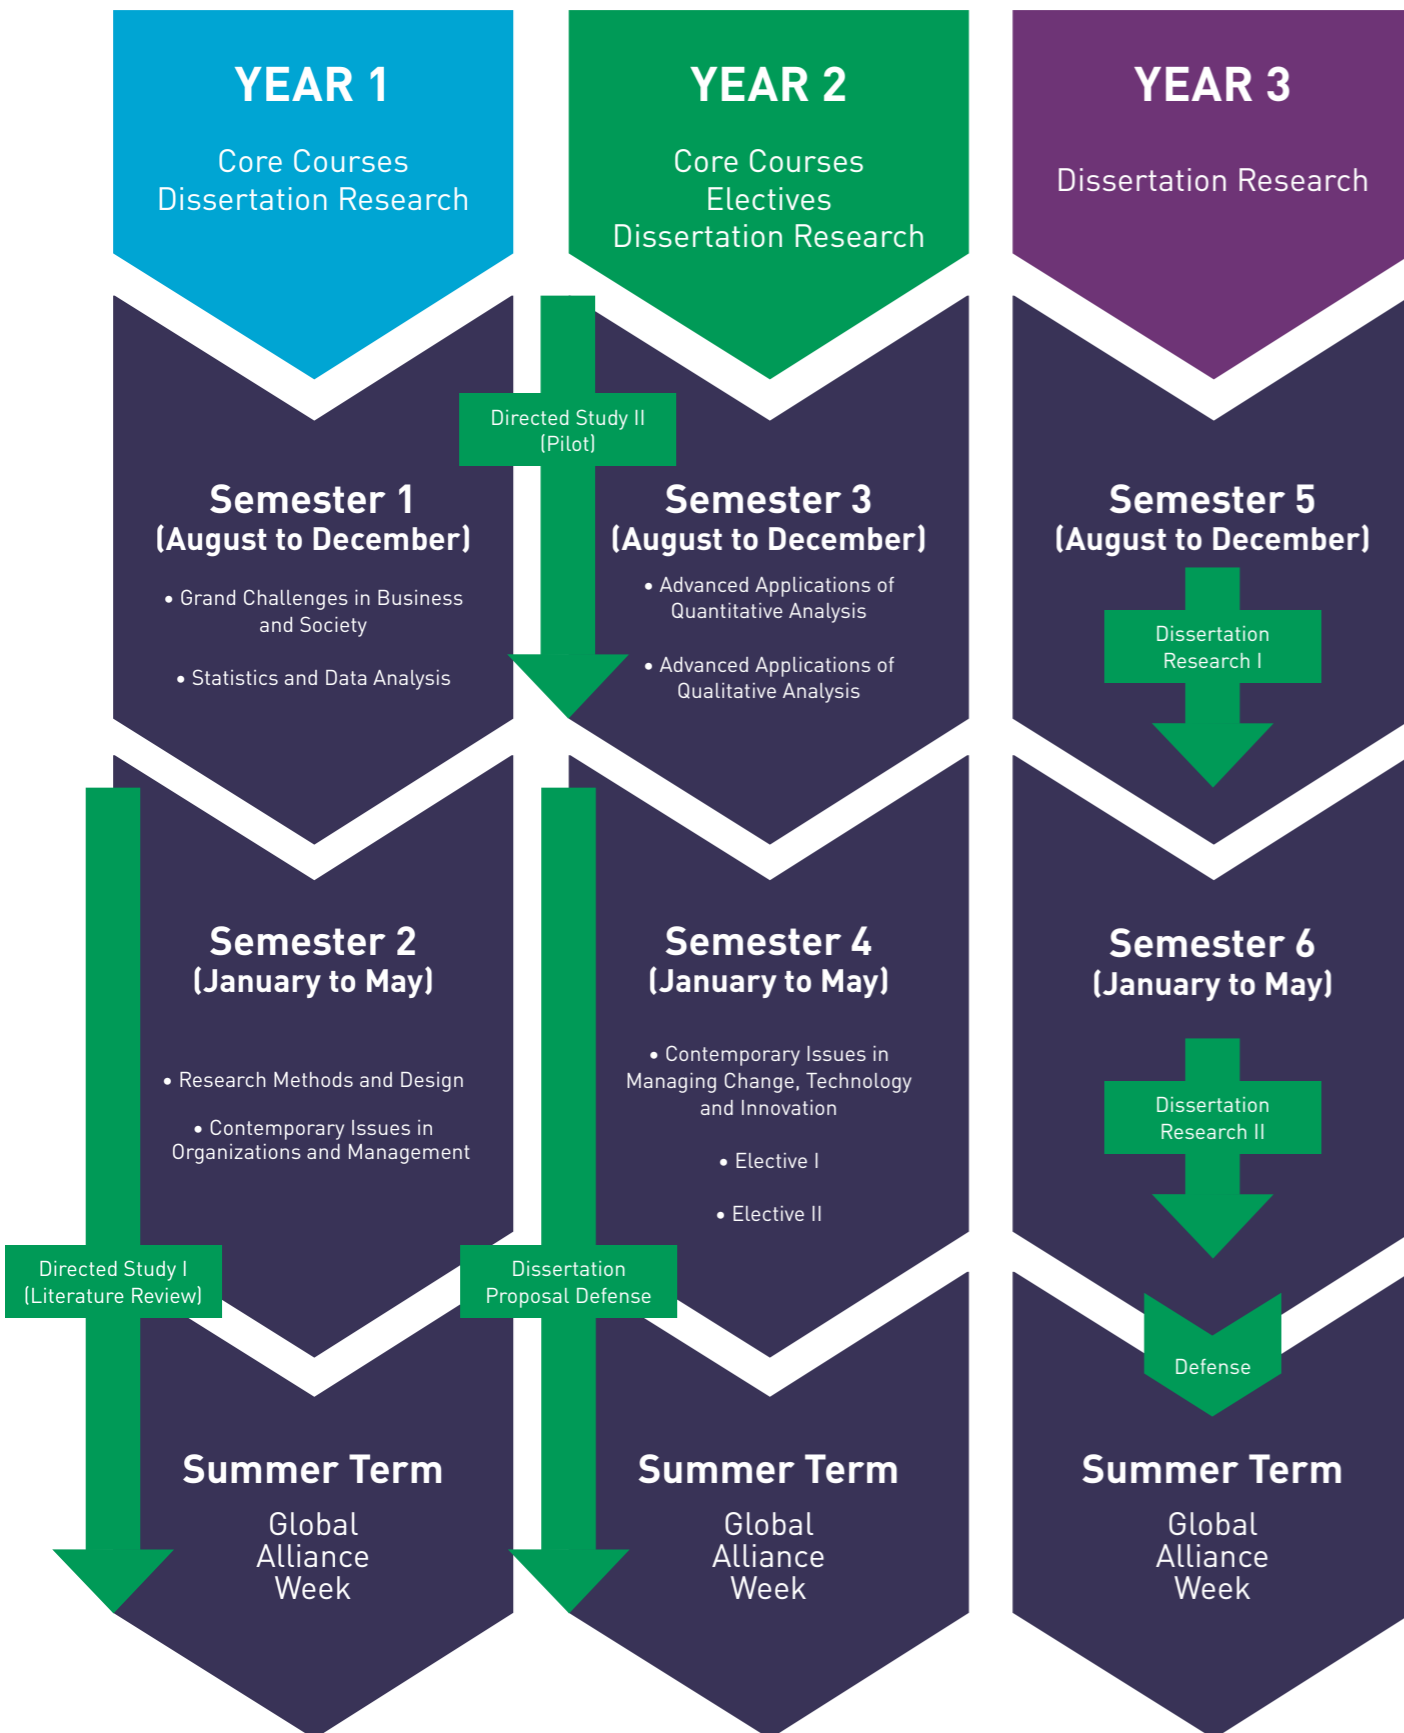 YEAR 1
Core Courses
Dissertation Research
YEAR 2
Core Courses
Electives
Dissertation Research
YEAR 3
Dissertation Research
Semester 1
(August to December)
• Grand Challenges in Business
and Society
• Statistics and Data Analysis
Directed Study II
(Pilot)
Semester 3
(August to December)
• Advanced Applications of
Quantitative Analysis
• Advanced Applications of
Qualitative Analysis
Semester 5
(August to December)
Dissertation
Research I
Semester 2
(January to May)
• Research Methods and Design
• Contemporary Issues in
Organizations and Management
Directed Study I
(Literature Review)
Semester 4
(January to May)
• Contemporary Issues in
Managing Change, Technology
and Innovation
• Elective I
• Elective II
Dissertation
Proposal Defense
Semester 6
(January to May)
Dissertation
Research II
Defense
Summer Term
Global
Alliance
Week
Summer Term
Global
Alliance
Week
Summer Term
Global
Alliance
Week